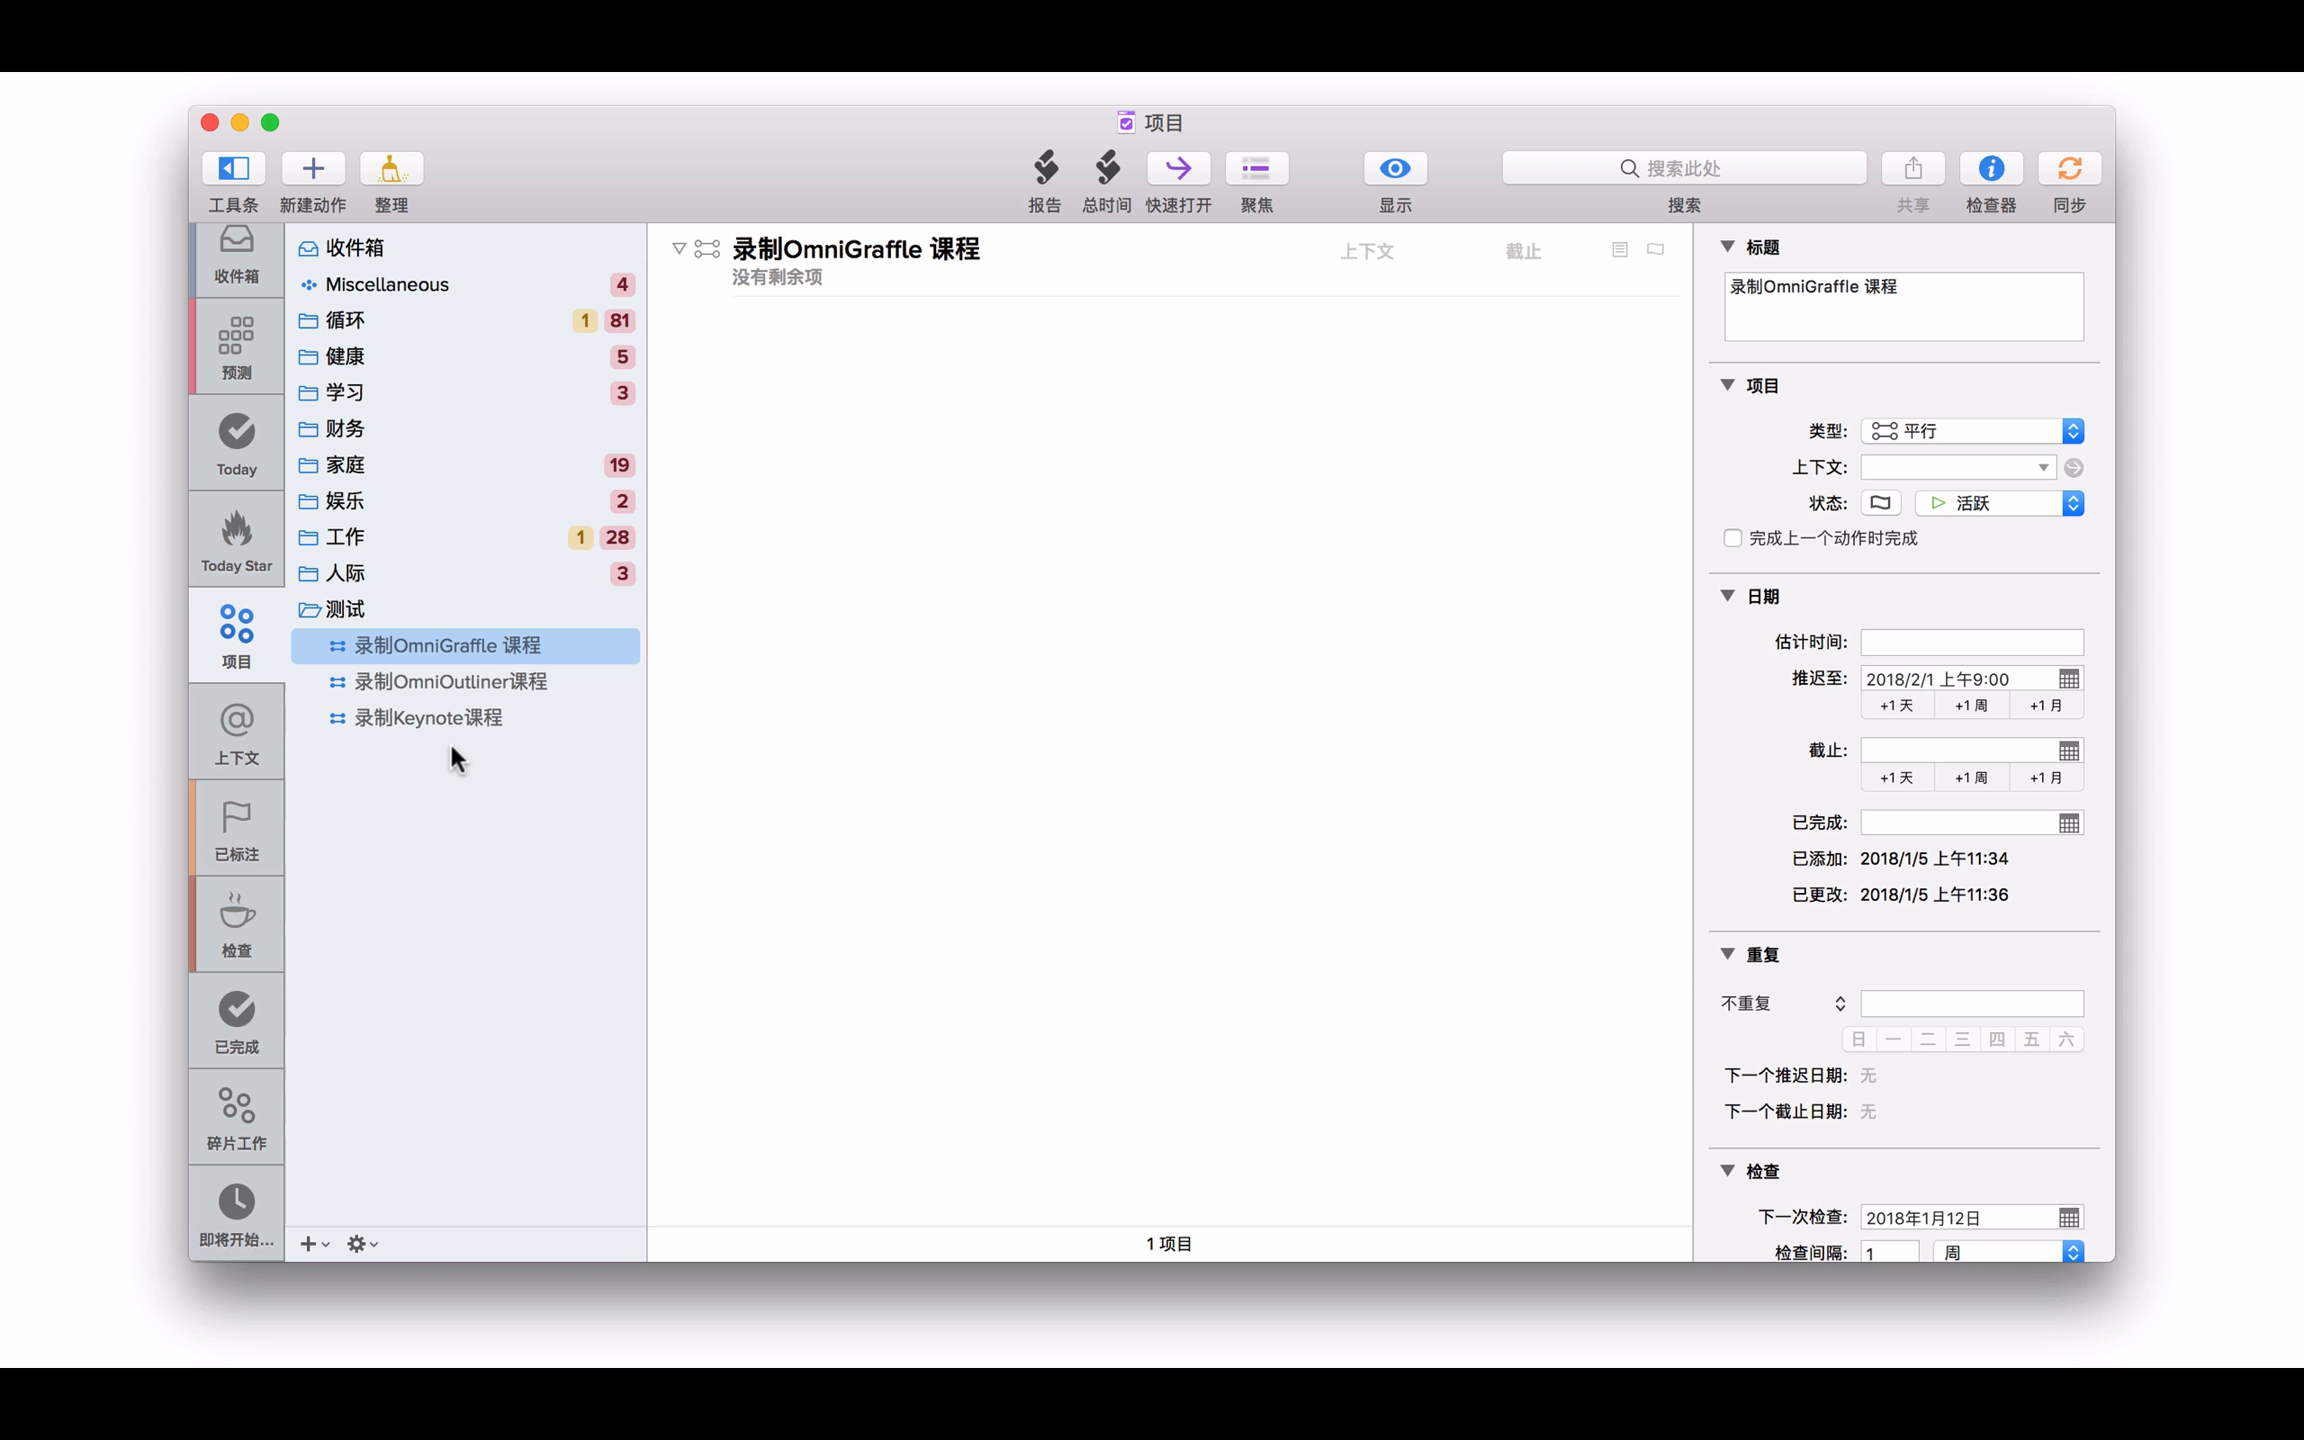 项目
工具条
新建动作
整理
报告
总时间
快速打开
聚焦
显示
搜索此处
搜索
共享
检查器
同步
收件箱
预测
Today
Today Star
项目
上下文
已标注
检查
已完成
碎片工作
即将开始...
收件箱
Miscellaneous 4
循环 1 81
健康 5
学习 3
财务
家庭 19
娱乐 2
工作 1 28
人际 3
测试
录制OmniGraffle 课程
录制OmniOutliner课程
录制Keynote课程
录制OmniGraffle 课程 上下文 截止
没有剩余项
1 项目
标题
录制OmniGraffle 课程
项目
类型: 平行
上下文:
状态: 活跃
完成上一个动作时完成
日期
估计时间:
推迟至: 2018/2/1 上午9:00
+1 天 +1 周 +1 月
截止:
+1 天 +1 周 +1 月
已完成:
已添加: 2018/1/5 上午11:34
已更改: 2018/1/5 上午11:36
重复
不重复
日 一 二 三 四 五 六
下一个推迟日期: 无
下一个截止日期: 无
检查
下一次检查: 2018年1月12日
检查间隔: 1 周